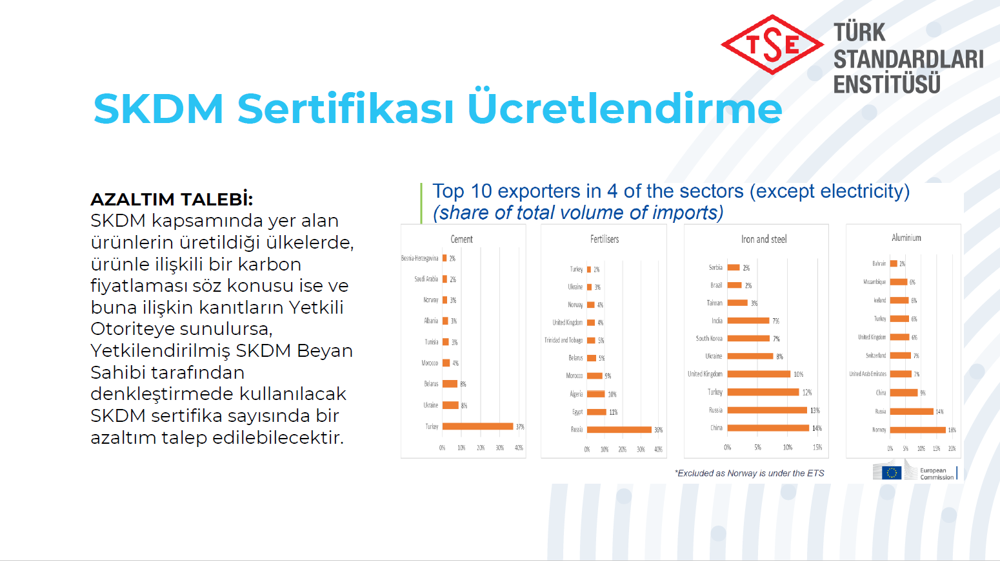 TSE
TÜRK
STANDARDLARI
ENSTİTÜSÜ
SKDM Sertifikası Ücretlendirme
AZALTIM TALEBİ:
SKDM kapsamında yer alan
ürünlerin üretildiği ülkelerde,
ürünle ilişkili bir karbon
fiyatlaması söz konusu ise ve
buna ilişkin kanıtların Yetkili
Otoriteye sunulursa,
Yetkilendirilmiş SKDM Beyan
Sahibi tarafından
denkleştirmede kullanılacak
SKDM sertifika sayısında bir
azaltım talep edilebilecektir.
Top 10 exporters in 4 of the sectors (except electricity)
(share of total volume of imports)
Cement
Bosnia-Herzegovina 2%
Saudi Arabia 2%
Norway 3%
Albania 3%
Tunisia 3%
Morocco 4%
Belarus 8%
Ukraine 8%
Turkey 37%
0% 10% 20% 30% 40%
Fertilisers
Turkey 2%
Ukraine 3%
Norway 4%
United Kingdom 4%
Trinidad and Tobago 5%
Belarus 5%
Morocco 9%
Algeria 10%
Egypt 11%
Russia 36%
0% 10% 20% 30% 40%
Iron and steel
Serbia 2%
Brazil 2%
Taiwan 3%
India 7%
South Korea 7%
Ukraine 8%
United Kingdom 10%
Turkey 12%
Russia 13%
China 14%
0% 5% 10% 15%
Aluminium
Bahrain 2%
Mozambique 6%
Iceland 6%
Turkey 6%
United Kingdom 6%
Switzerland 7%
United Arab Emirates 7%
China 9%
Russia 14%
Norway 18%
0% 5% 10% 15% 20%
*Excluded as Norway is under the ETS
European
Commission